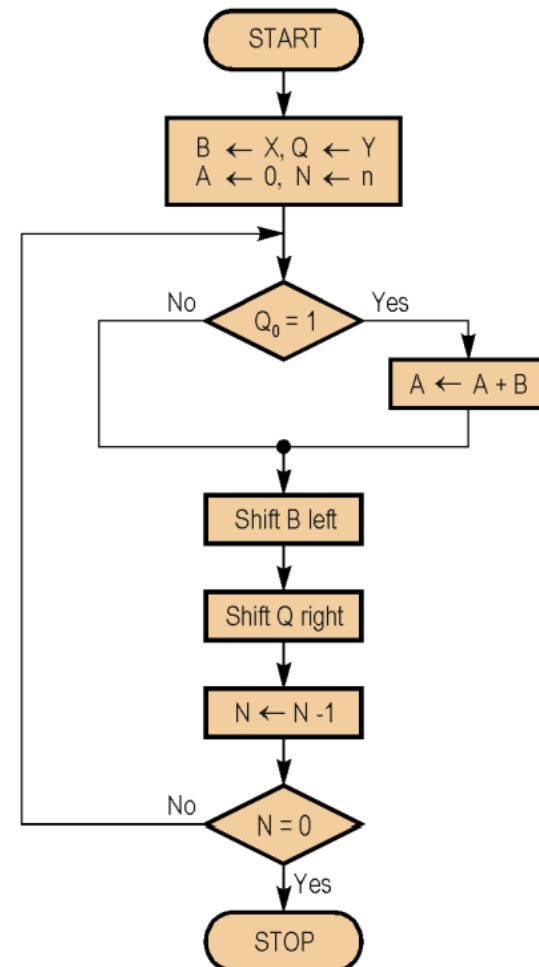 START
B ← X, Q ← Y
A ← 0, N ← n
No
Yes
Q₀ = 1
A ← A + B
Shift B left
Shift Q right
N ← N -1
No
N = 0
Yes
STOP